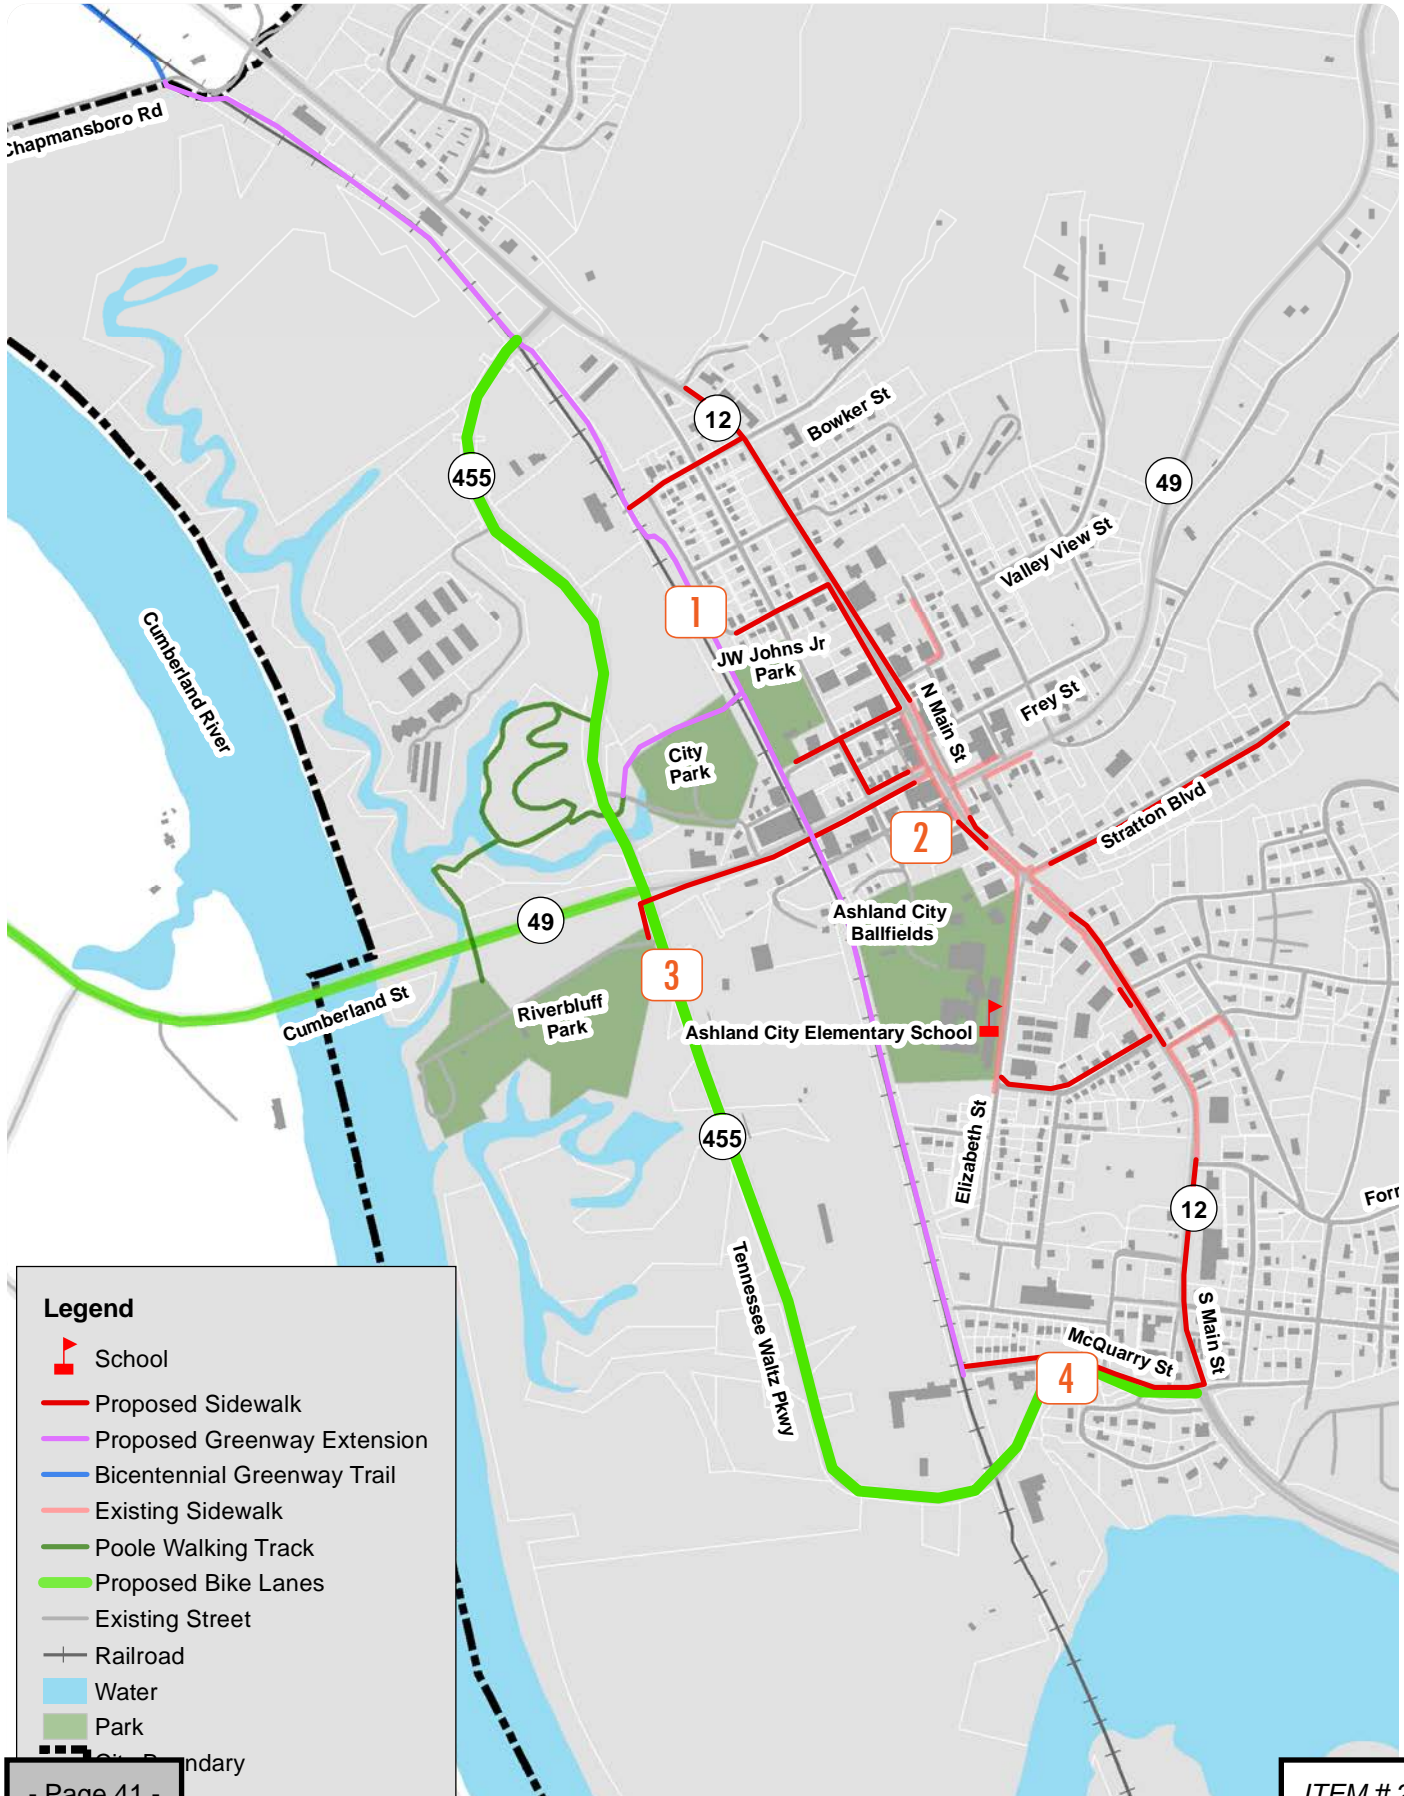 Chapmansboro Rd
12
Bowker St
455
49
Valley View St
1
JW Johns Jr
Park
Cumberland River
N Main St
Frey St
City
Park
Stratton Blvd
2
Ashland City
Ballfields
49
3
Cumberland St
Riverbluff
Park
Ashland City Elementary School
Elizabeth St
455
12
Tennessee Waltz Pkwy
S Main St
McQuarry St
4
Legend
School
Proposed Sidewalk
Proposed Greenway Extension
Bicentennial Greenway Trail
Existing Sidewalk
Poole Walking Track
Proposed Bike Lanes
Existing Street
Railroad
Water
Park
City Boundary
- Page 41 -
ITEM #